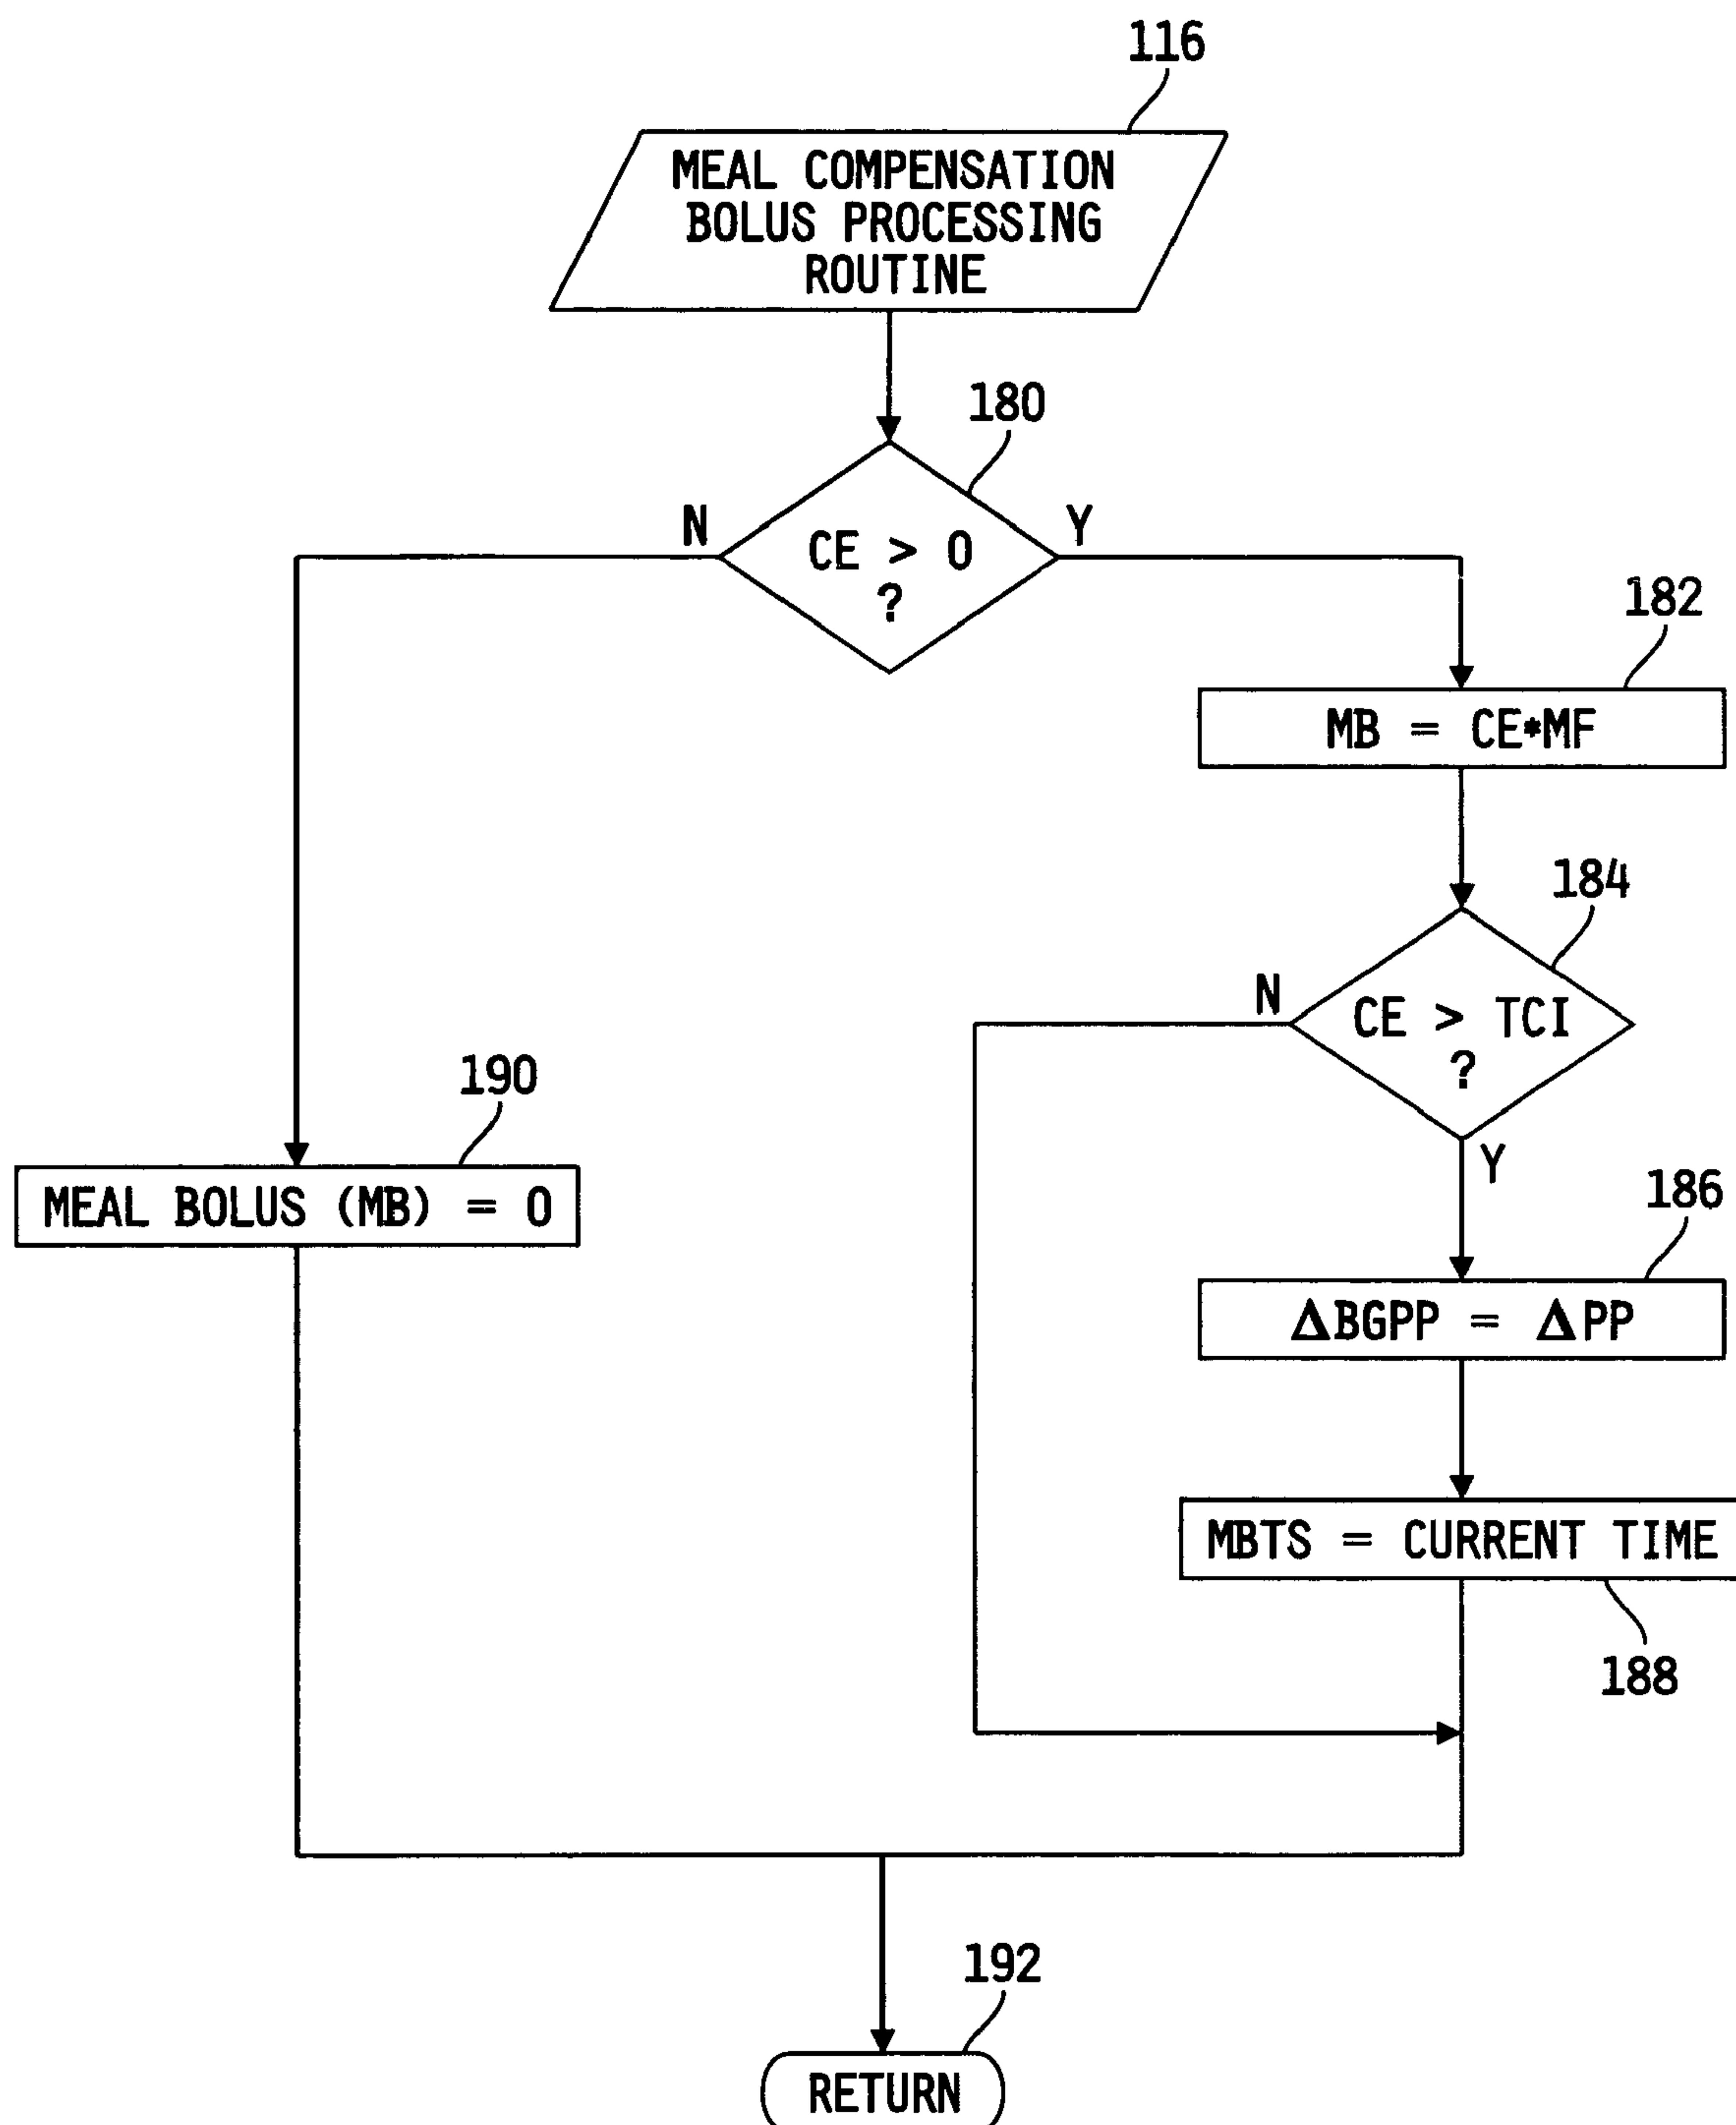 116
MEAL COMPENSATION
BOLUS PROCESSING
ROUTINE
180
N
Y
CE > 0
?
182
MB = CE*MF
184
N
CE > TCI
?
Y
190
MEAL BOLUS (MB) = 0
186
ΔBGPP = ΔPP
MBTS = CURRENT TIME
188
192
RETURN